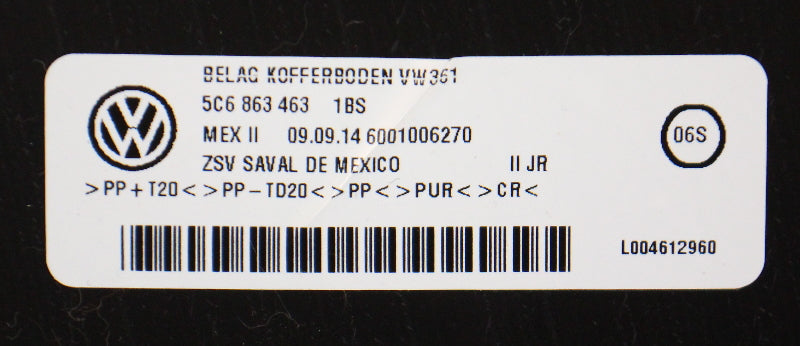 BELAG KOFFERBODEN VW361
5C6 863 463 1BS
MEX II 09.09.14 6001006270
06S
ZSV SAVAL DE MEXICO II JR
>PP+T20<>PP-TD20<>PP<>PUR<>CR<
L004612960